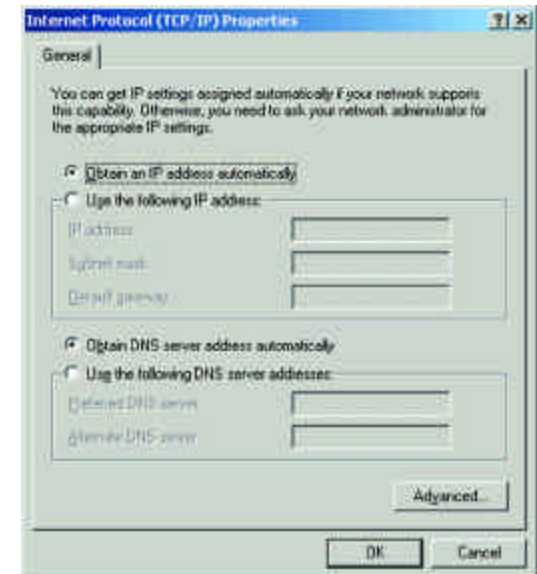 Internet Protocol (TCP/IP) Properties
General
You can get IP settings assigned automatically if your network supports
this capability. Otherwise, you need to ask your network administrator for
the appropriate IP settings.
Obtain an IP address automatically
Use the following IP address:
IP address
Subnet mask
Default gateway
Obtain DNS server address automatically
Use the following DNS server addresses:
Preferred DNS server
Alternate DNS server
Advanced...
OK
Cancel